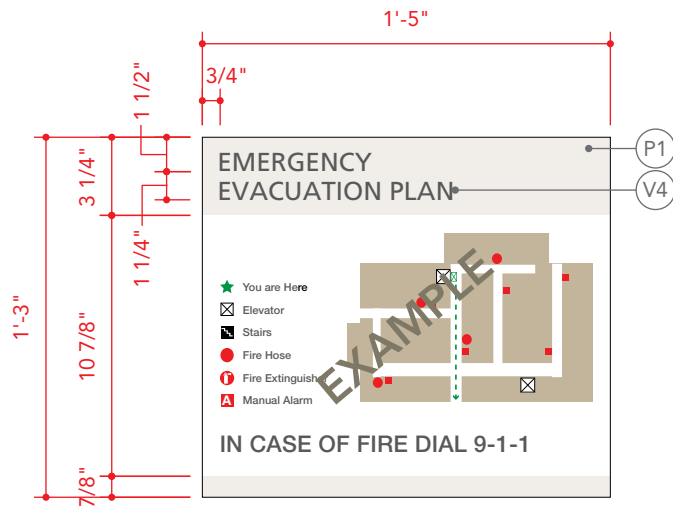 1'-5"
3/4"
1 1/2"
3 1/4"
1 1/4"
1'-3"
10 7/8"
7/8"
P1
V4
EMERGENCY
EVACUATION PLAN
You are Here
Elevator
Stairs
Fire Hose
Fire Extinguisher
A Manual Alarm
EXAMPLE
IN CASE OF FIRE DIAL 9-1-1